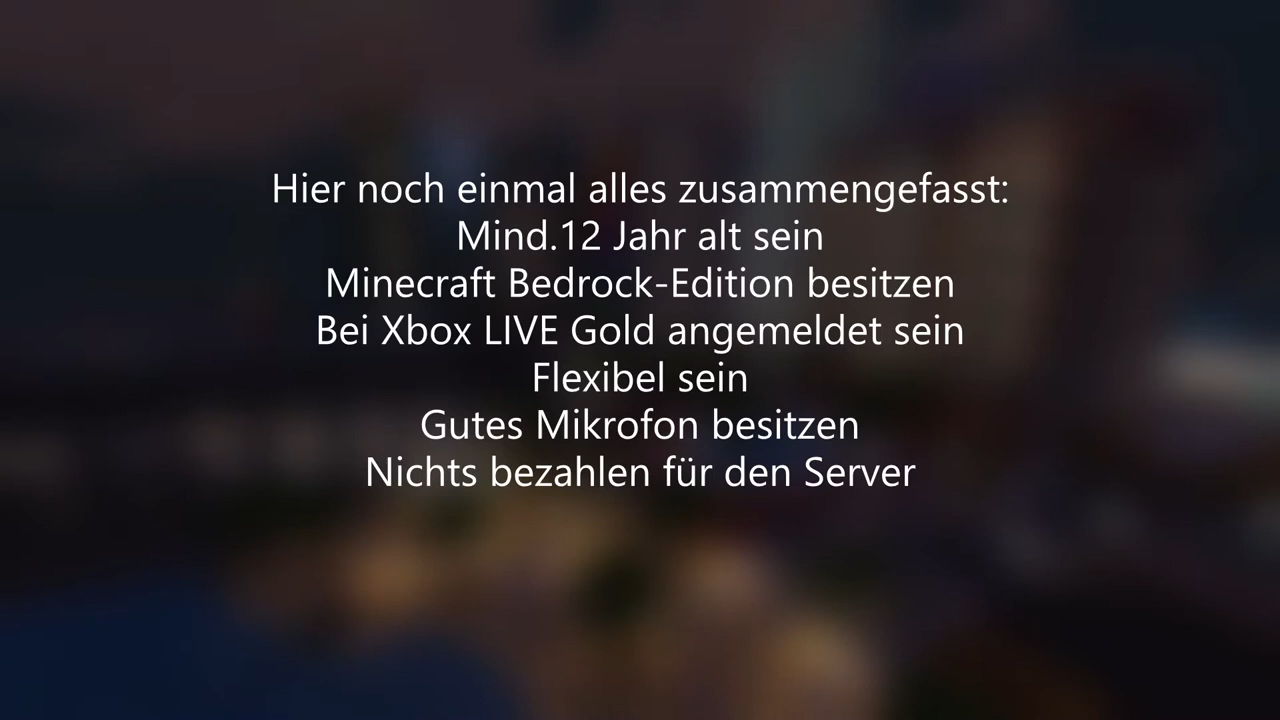 Hier noch einmal alles zusammengefasst:
Mind.12 Jahr alt sein
Minecraft Bedrock-Edition besitzen
Bei Xbox LIVE Gold angemeldet sein
Flexibel sein
Gutes Mikrofon besitzen
Nichts bezahlen für den Server